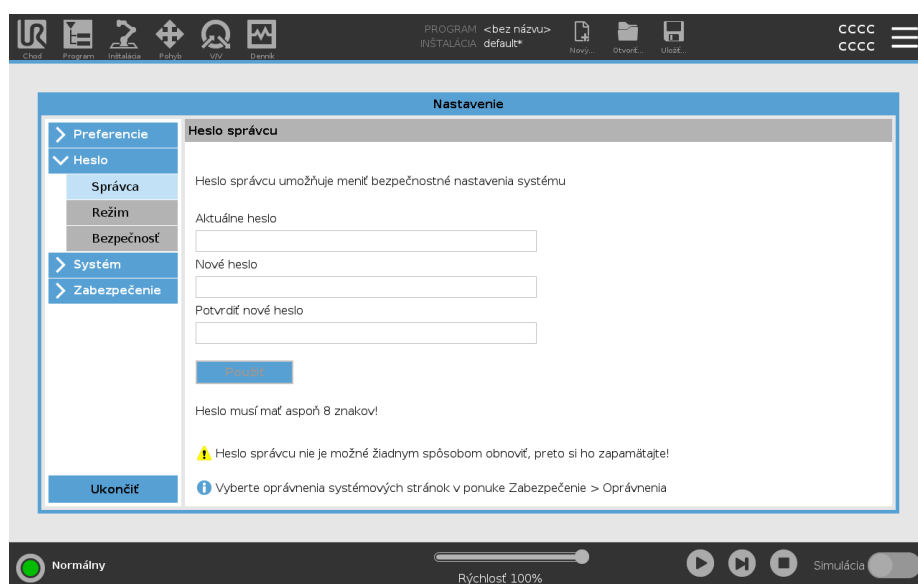 UR
PROGRAM <bez názvu>
INŠTALÁCIA default*
Chod Program Inštalácia Pohyb V/V Denník Nový... Otvoriť... Uložiť...
cccc
cccc
Nastavenie
Preferencie
Heslo
Správca
Režim
Bezpečnosť
Systém
Zabezpečenie
Ukončiť
Heslo správcu
Heslo správcu umožňuje meniť bezpečnostné nastavenia systému
Aktuálne heslo
Nové heslo
Potvrdiť nové heslo
Použiť
Heslo musí mať aspoň 8 znakov!
Heslo správcu nie je možné žiadnym spôsobom obnoviť, preto si ho zapamätajte!
Vyberte oprávnenia systémových stránok v ponuke Zabezpečenie > Oprávnenia
Normálny
Rýchlosť 100%
Simulácia